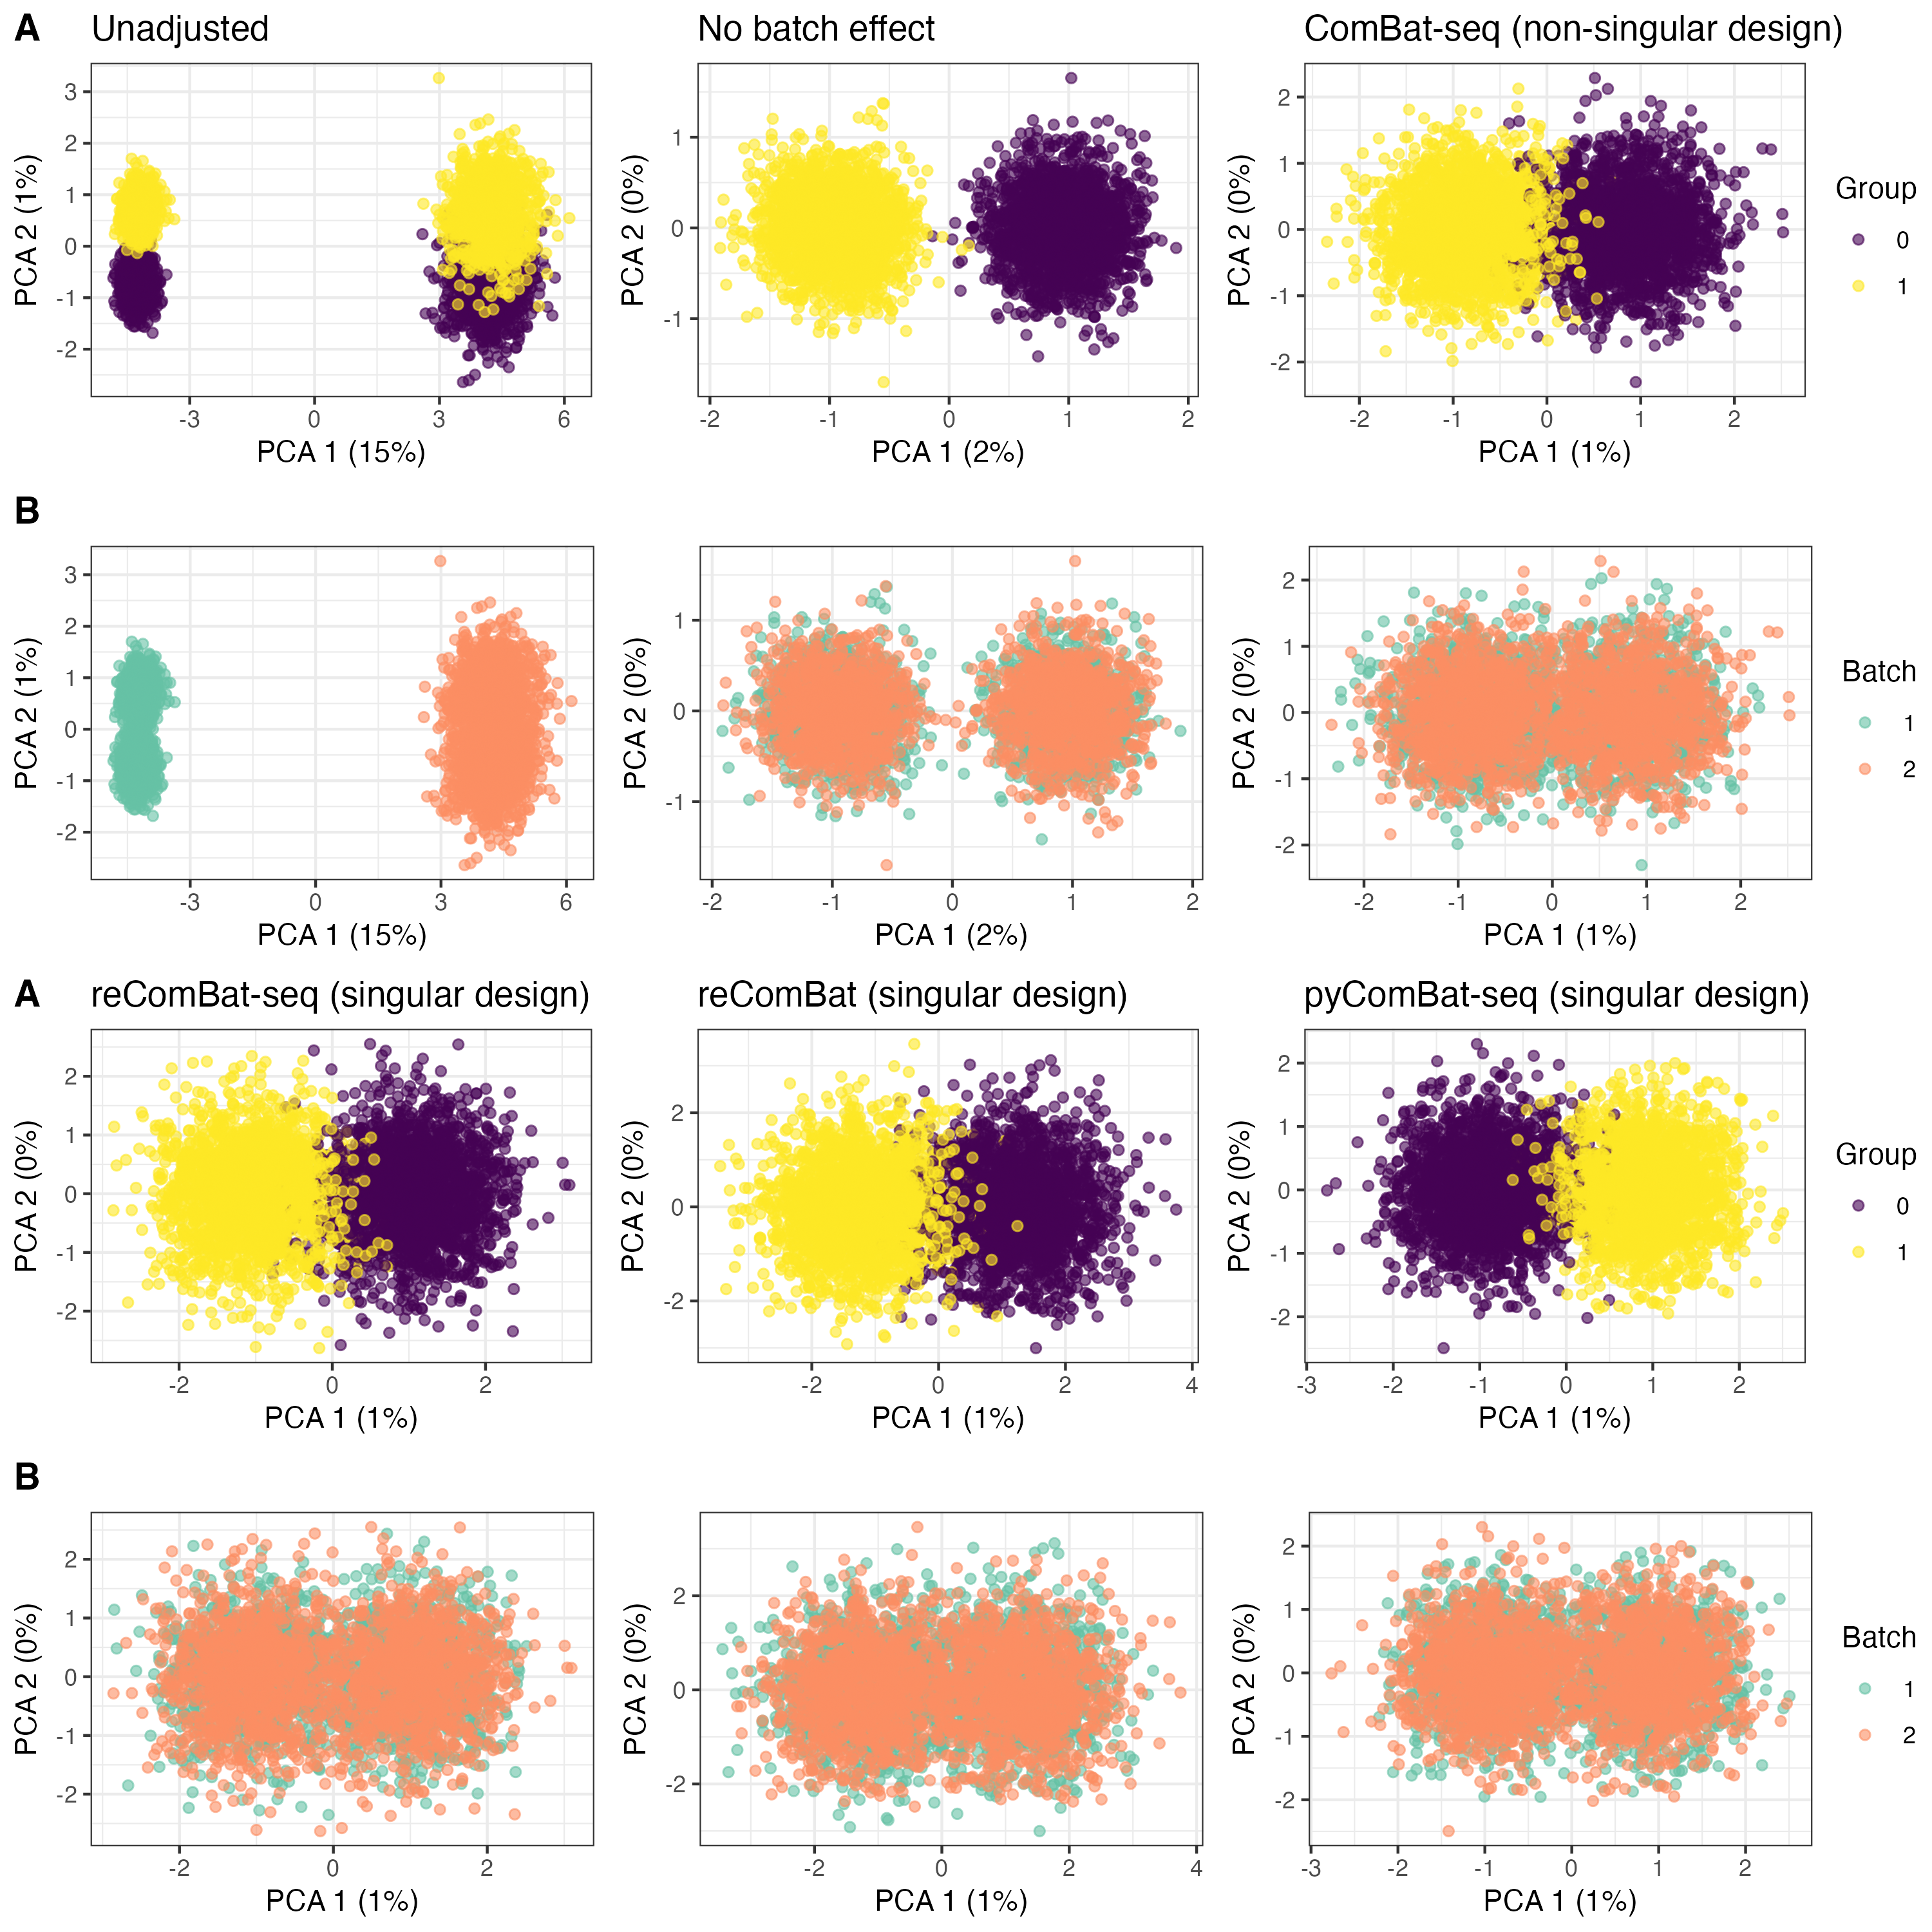 A Unadjusted No batch effect ComBat-seq (non-singular design)
PCA 2 (1%)
3
2
1
0
-1
-2
-3 0 3 6
PCA 1 (15%)
PCA 2 (0%)
1
0
-1
-2 -1 0 1 2
PCA 1 (2%)
PCA 2 (0%)
2
1
0
-1
-2
-2 -1 0 1 2
PCA 1 (1%)
Group
0
1
B
PCA 2 (1%)
3
2
1
0
-1
-2
-3 0 3 6
PCA 1 (15%)
PCA 2 (0%)
1
0
-1
-2 -1 0 1 2
PCA 1 (2%)
PCA 2 (0%)
2
1
0
-1
-2
-2 -1 0 1 2
PCA 1 (1%)
Batch
1
2
A reComBat-seq (singular design) reComBat (singular design) pyComBat-seq (singular design)
PCA 2 (0%)
2
1
0
-1
-2
-2 0 2
PCA 1 (1%)
PCA 2 (0%)
2
0
-2
-2 0 2 4
PCA 1 (1%)
PCA 2 (0%)
2
1
0
-1
-2
-3 -2 -1 0 1 2
PCA 1 (1%)
Group
0
1
B
PCA 2 (0%)
2
1
0
-1
-2
-2 0 2
PCA 1 (1%)
PCA 2 (0%)
2
0
-2
-2 0 2 4
PCA 1 (1%)
PCA 2 (0%)
2
1
0
-1
-2
-3 -2 -1 0 1 2
PCA 1 (1%)
Batch
1
2